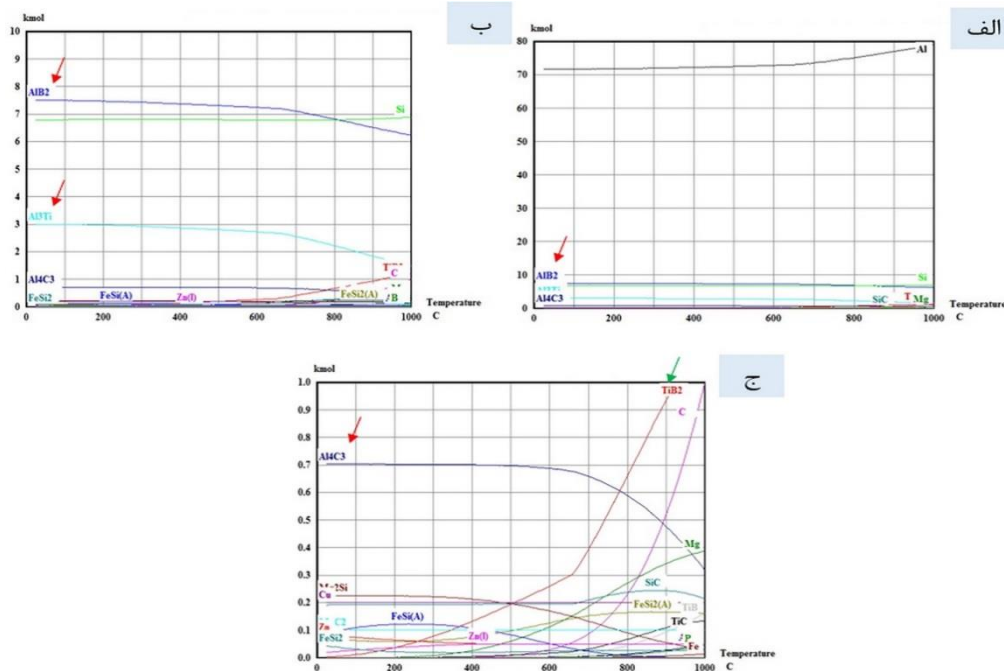 ب
kmol
10
9
8
7
6
5
4
3
2
1
0
AlB2
Si
Al3Ti
Al4C3
FeSi2
FeSi(A)
Zn(l)
FeSi2(A)
C
B
0 200 400 600 800 1000
Temperature
C
الف
kmol
80
70
60
50
40
30
20
10
0
Al
AlB2
Si
Al4C3
SiC
Mg
0 200 400 600 800 1000
Temperature
C
ج
kmol
1.0
0.9
0.8
0.7
0.6
0.5
0.4
0.3
0.2
0.1
0.0
TiB2
C
Al4C3
Mg
SiC
Cu
FeSi2(A)
TiB
FeSi(A)
TiC
Zn
FeSi2
Zn(l)
P
Fe
0 200 400 600 800 1000
Temperature
C